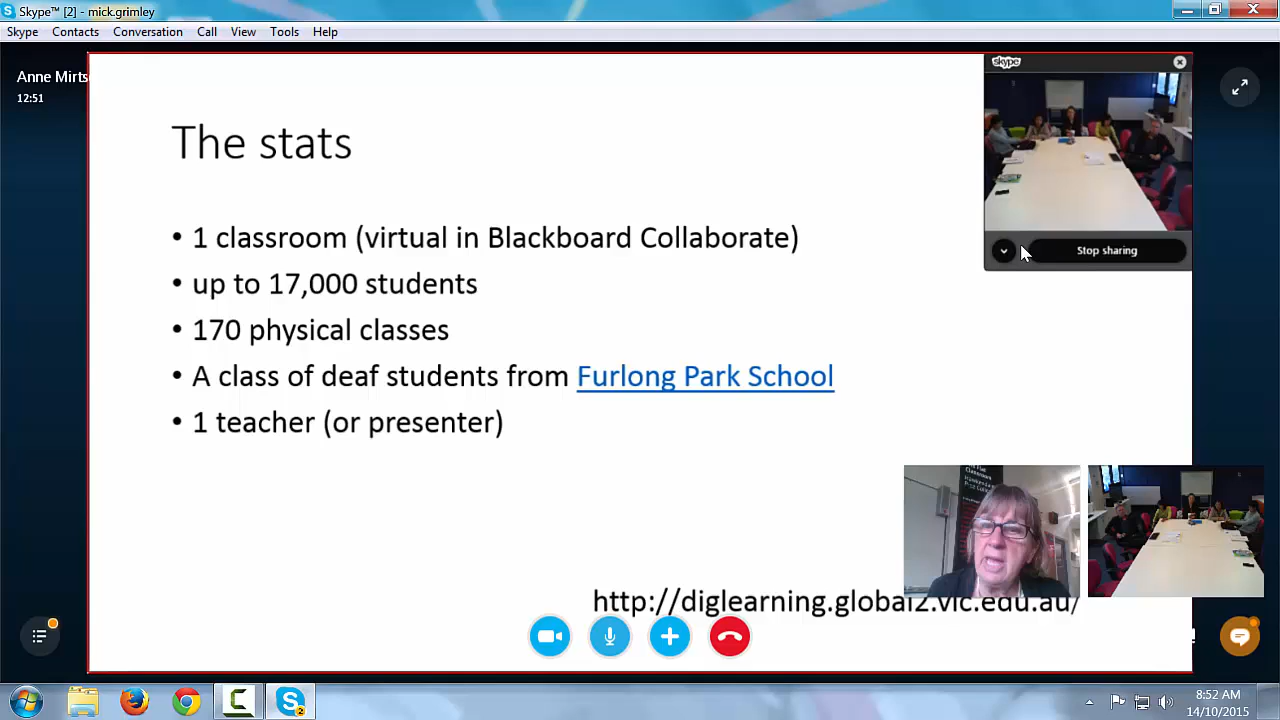 Skype™ [2] - mick.grimley
Skype Contacts Conversation Call View Tools Help
Anne Mirts
12:51
skype
Stop sharing
The stats
• 1 classroom (virtual in Blackboard Collaborate)
• up to 17,000 students
• 170 physical classes
• A class of deaf students from Furlong Park School
• 1 teacher (or presenter)
http://diglearning.global2.vic.edu.au/
2
8:52 AM
14/10/2015